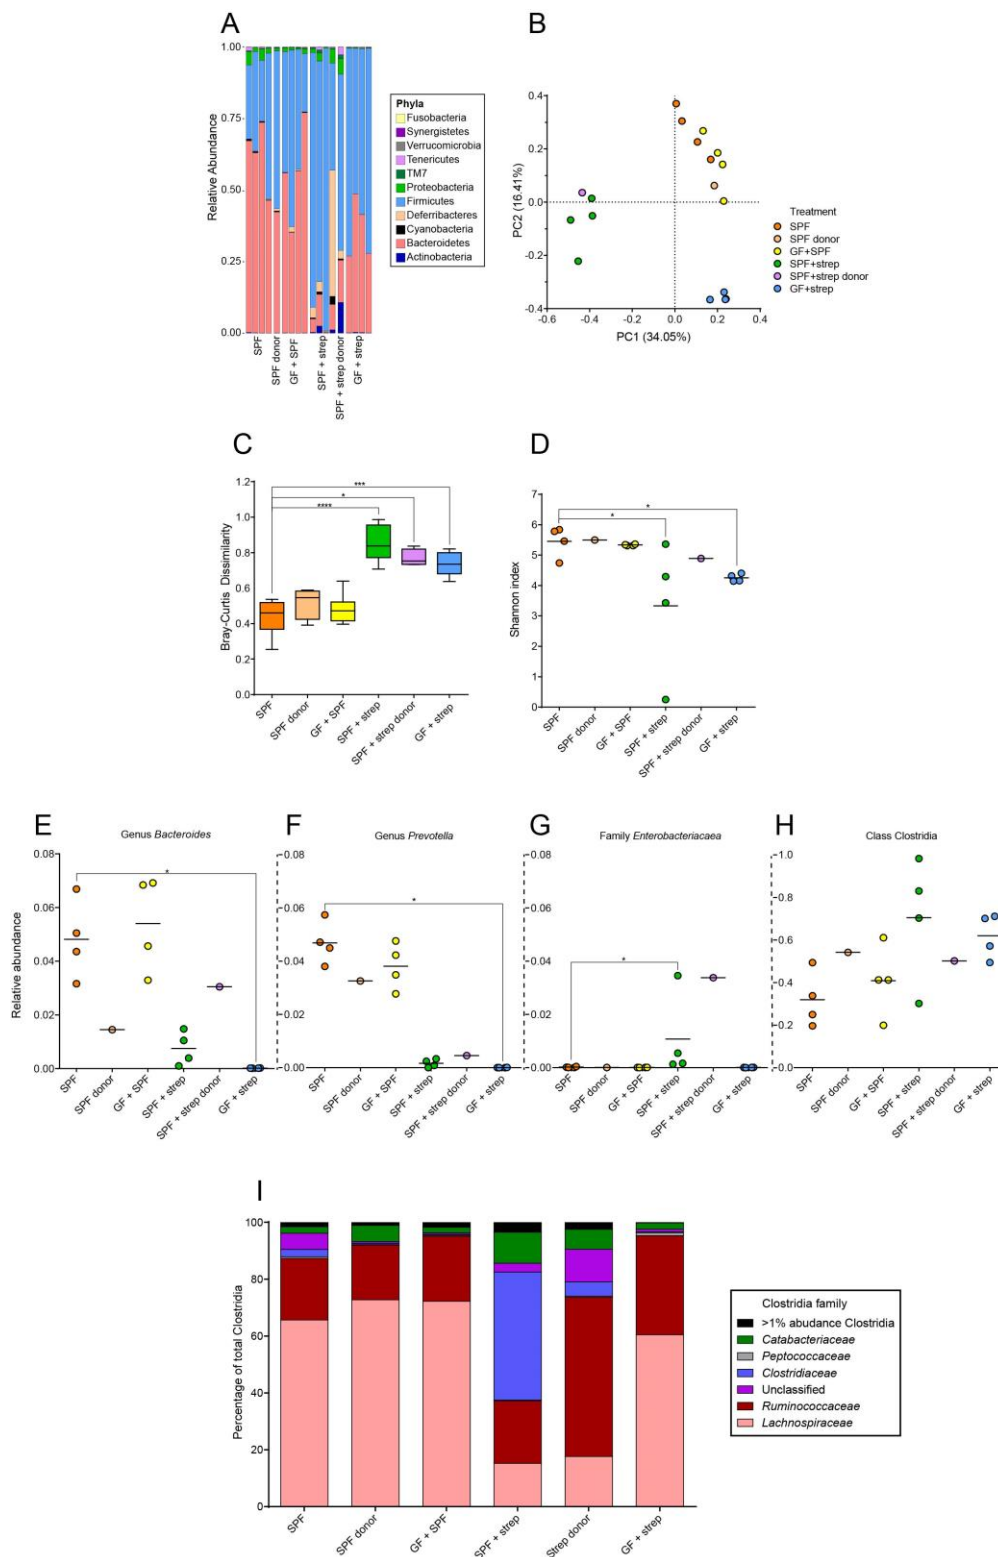 A
1.00
0.75
0.50
0.25
0.00
Relative Abundance
SPF
SPF donor
GF + SPF
SPF + strep
SPF + strep donor
GF + strep
Phyla
Fusobacteria
Synergistetes
Verrucomicrobia
Tenericutes
TM7
Proteobacteria
Firmicutes
Deferribacteres
Cyanobacteria
Bacteroidetes
Actinobacteria
B
0.4
0.2
0.0
-0.2
-0.4
PC2 (16.41%)
-0.6 -0.4 -0.2 0.0 0.2 0.4
PC1 (34.05%)
Treatment
SPF
SPF donor
GF+SPF
SPF+strep
SPF+strep donor
GF+strep
C
1.2
1.0
0.8
0.6
0.4
0.2
0.0
Bray-Curtis Dissimilarity
***
*
****
SPF
SPF donor
GF + SPF
SPF + strep
SPF + strep donor
GF + strep
D
7
6
5
4
3
2
1
0
Shannon index
*
*
SPF
SPF donor
GF + SPF
SPF + strep
SPF + strep donor
GF + strep
E
Genus Bacteroides
0.08
0.06
0.04
0.02
0.00
Relative abundance
*
SPF
SPF donor
GF + SPF
SPF + strep
SPF + strep donor
GF + strep
F
Genus Prevotella
0.08
0.06
0.04
0.02
0.00
*
SPF
SPF donor
GF + SPF
SPF + strep
SPF + strep donor
GF + strep
G
Family Enterobacteriacaea
0.08
0.06
0.04
0.02
0.00
*
SPF
SPF donor
GF + SPF
SPF + strep
SPF + strep donor
GF + strep
H
Class Clostridia
1.0
0.8
0.6
0.4
0.2
0.0
SPF
SPF donor
GF + SPF
SPF + strep
SPF + strep donor
GF + strep
I
100
80
60
40
20
0
Percentage of total Clostridia
SPF
SPF donor
GF + SPF
SPF + strep
Strep donor
GF + strep
Clostridia family
>1% abudance Clostridia
Catabacteriaceae
Peptococcaceae
Clostridiaceae
Unclassified
Ruminococcaceae
Lachnospiraceae